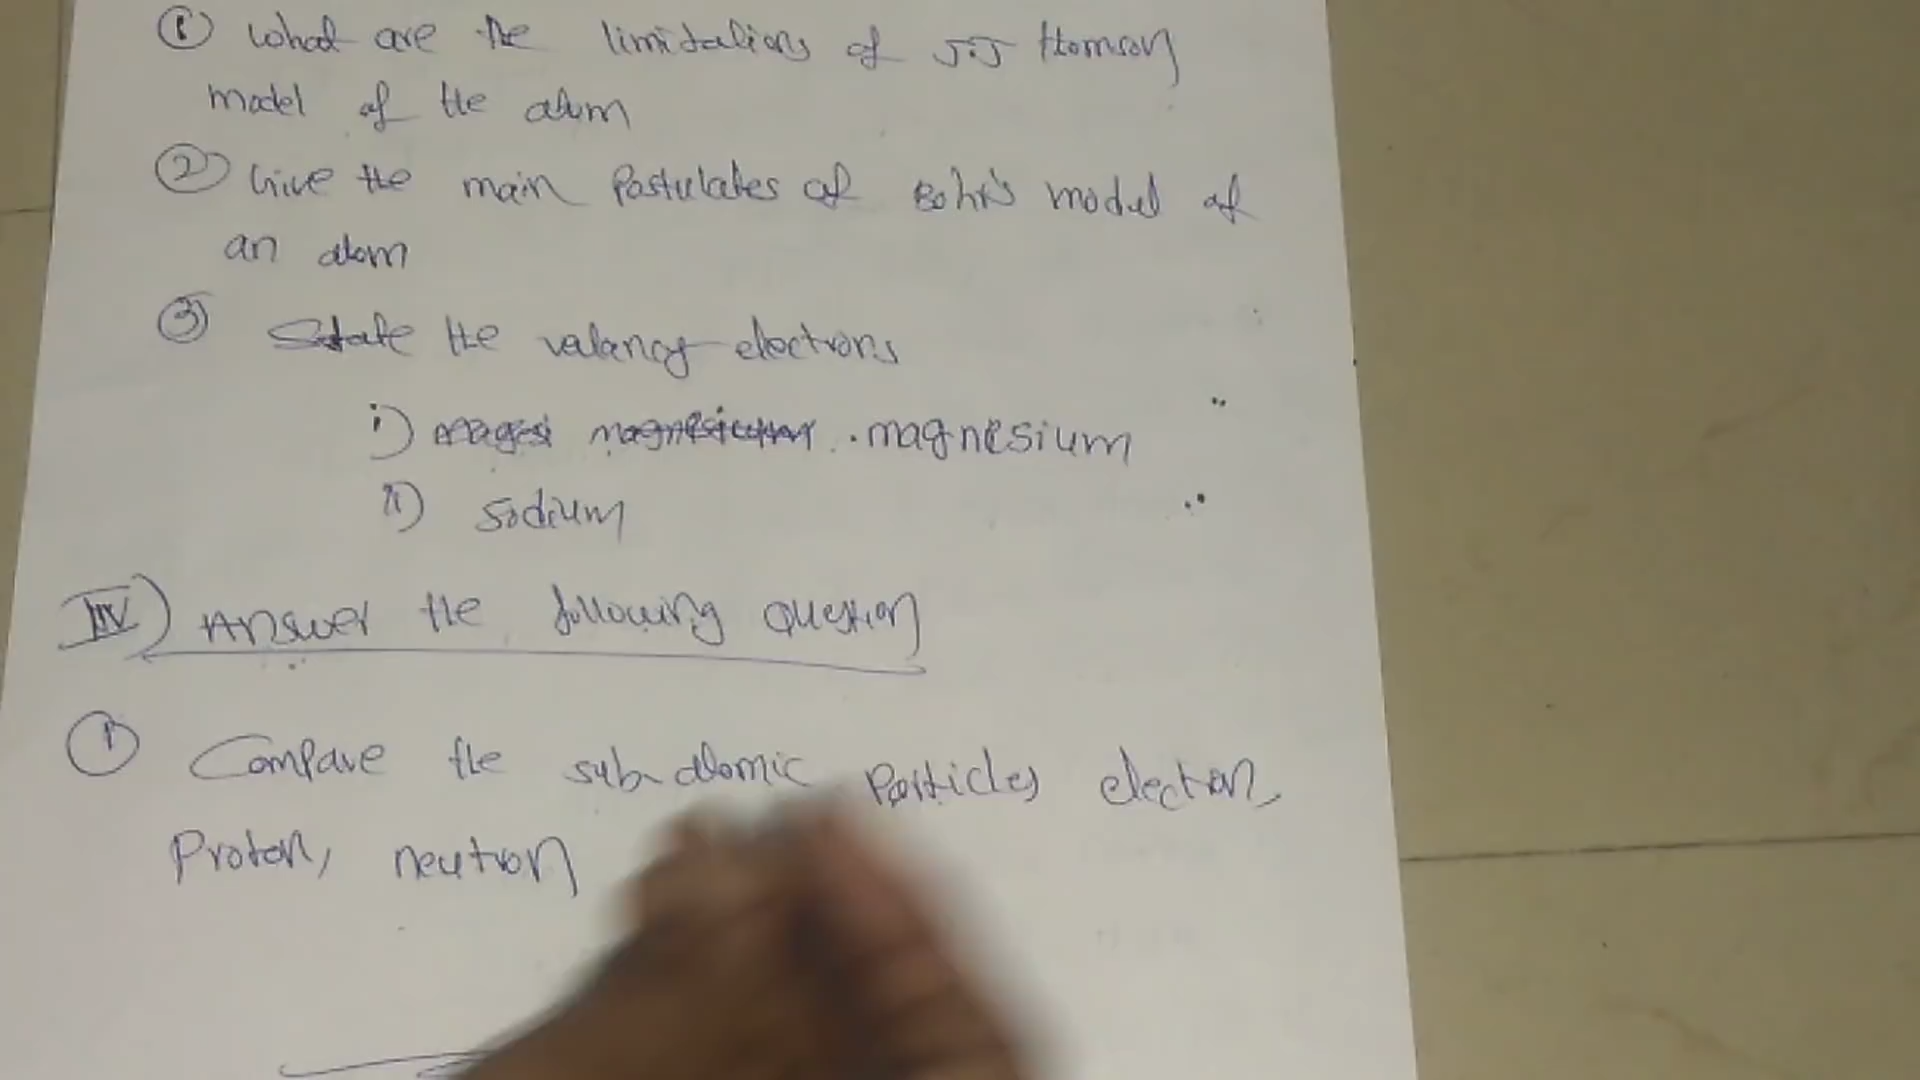 ① What are the limitations of J.J Homson
model of the atom
② Give the main Postulates of Bohr's model of
an atom
③ State the valancy electrons
i) magnesium
ii) sodium
IV) Answer the following question
① Compare the sub atomic Particles electron,
Proton, neutron